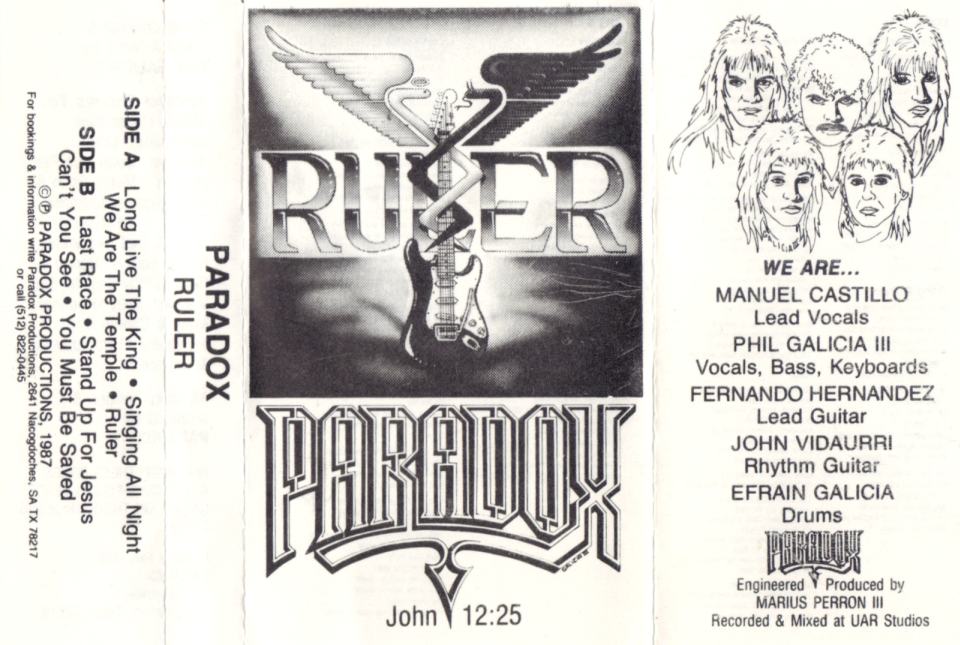 SIDE A Long Live The King • Singing All Night
We Are The Temple • Ruler
SIDE B Last Race • Stand Up For Jesus
Can't You See • You Must Be Saved
©℗ PARADOX PRODUCTIONS, 1987
For bookings & information write Paradox Productions, 2641 Nacogdoches, SA TX 78217
or call (512) 822-0445
PARADOX
RULER
RULER
PARADOX
John 12:25
WE ARE...
MANUEL CASTILLO
Lead Vocals
PHIL GALICIA III
Vocals, Bass, Keyboards
FERNANDO HERNANDEZ
Lead Guitar
JOHN VIDAURRI
Rhythm Guitar
EFRAIN GALICIA
Drums
PARADOX
Engineered Produced by
MARIUS PERRON III
Recorded & Mixed at UAR Studios